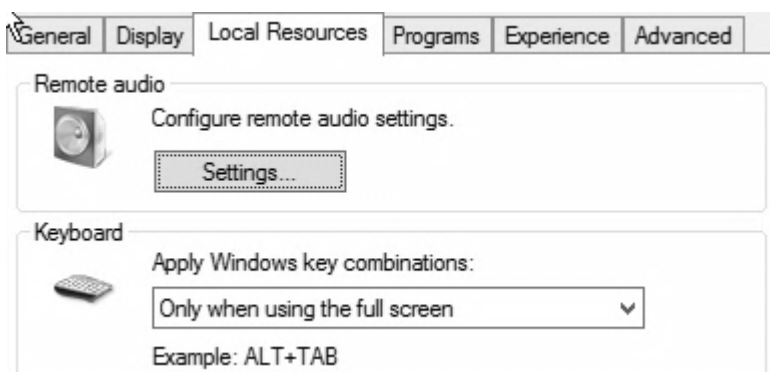 General Display Local Resources Programs Experience Advanced
Remote audio
Configure remote audio settings.
Settings...
Keyboard
Apply Windows key combinations:
Only when using the full screen
Example: ALT+TAB